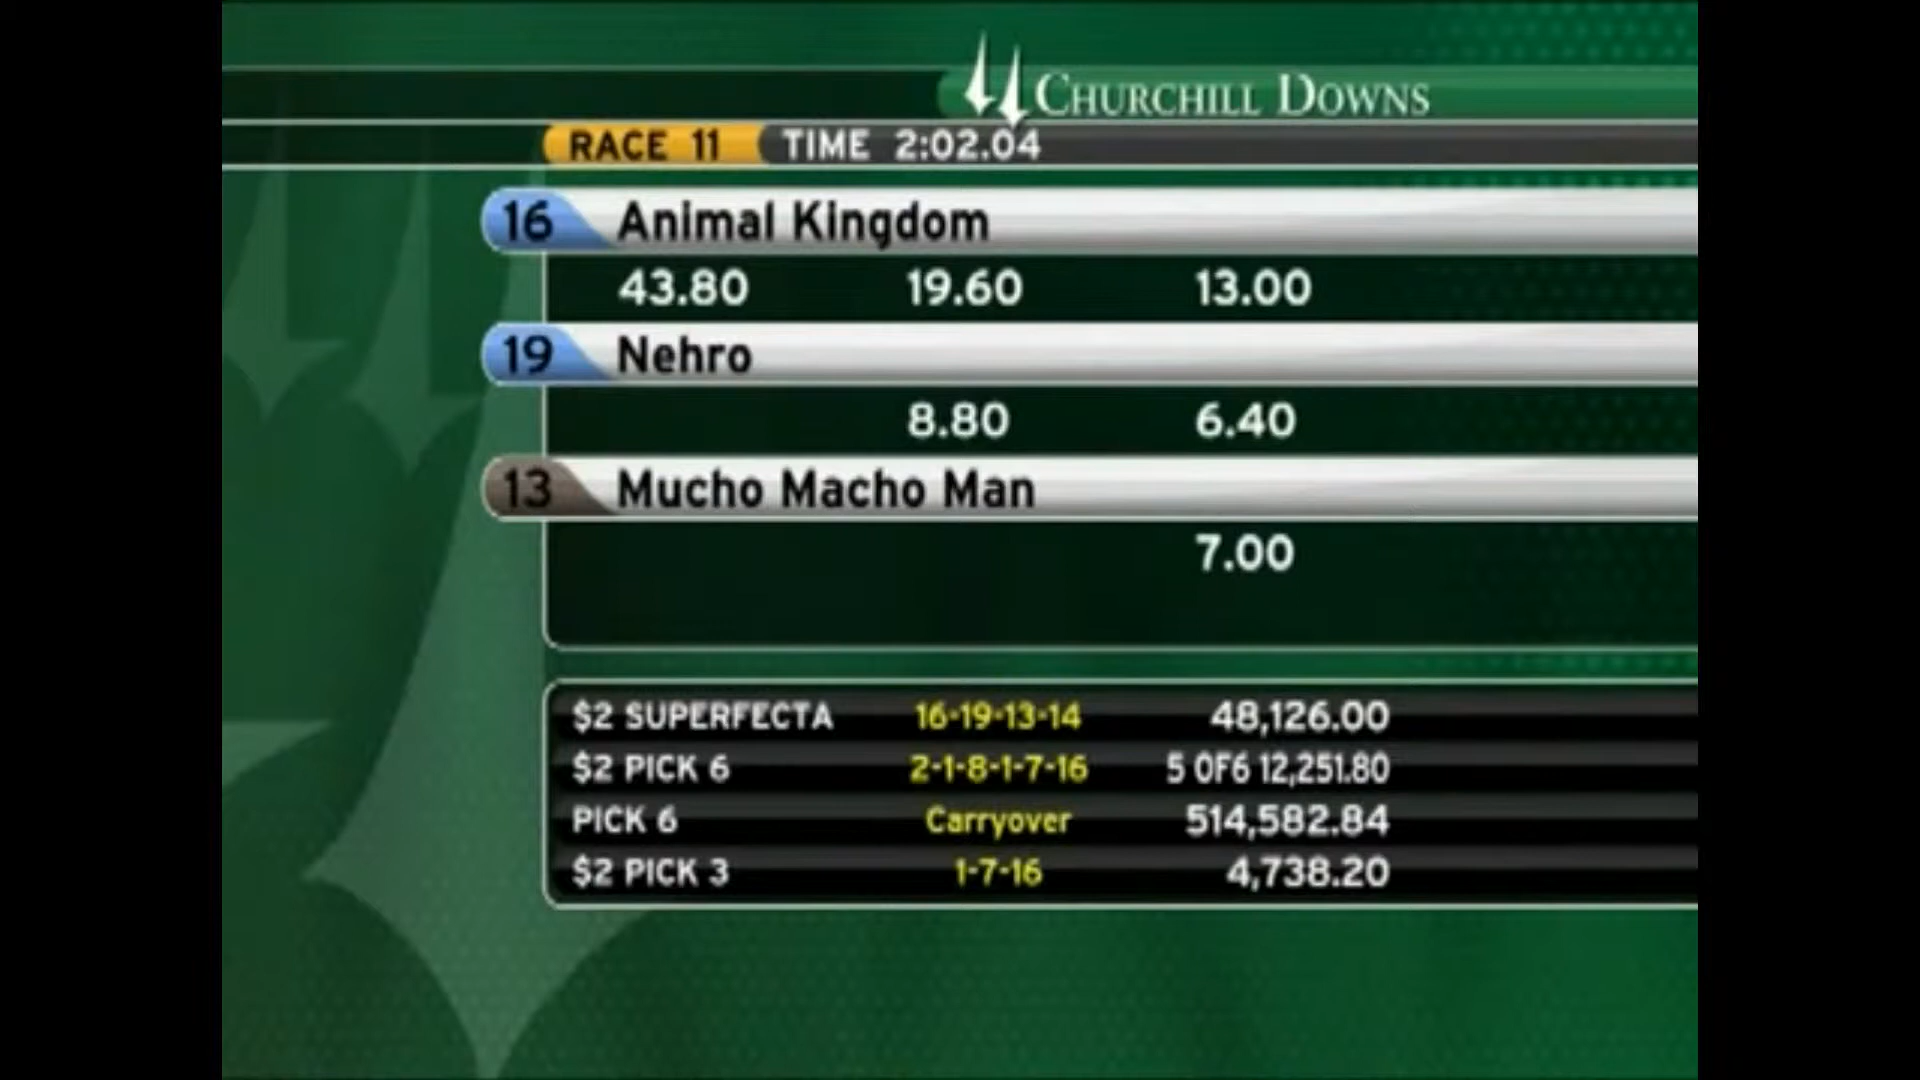 CHURCHILL DOWNS
RACE 11 TIME 2:02.04
16 Animal Kingdom
43.80 19.60 13.00
19 Nehro
8.80 6.40
13 Mucho Macho Man
7.00
$2 SUPERFECTA 16-19-13-14 48,126.00
$2 PICK 6 2-1-8-1-7-16 5 OF6 12,251.80
PICK 6 Carryover 514,582.84
$2 PICK 3 1-7-16 4,738.20